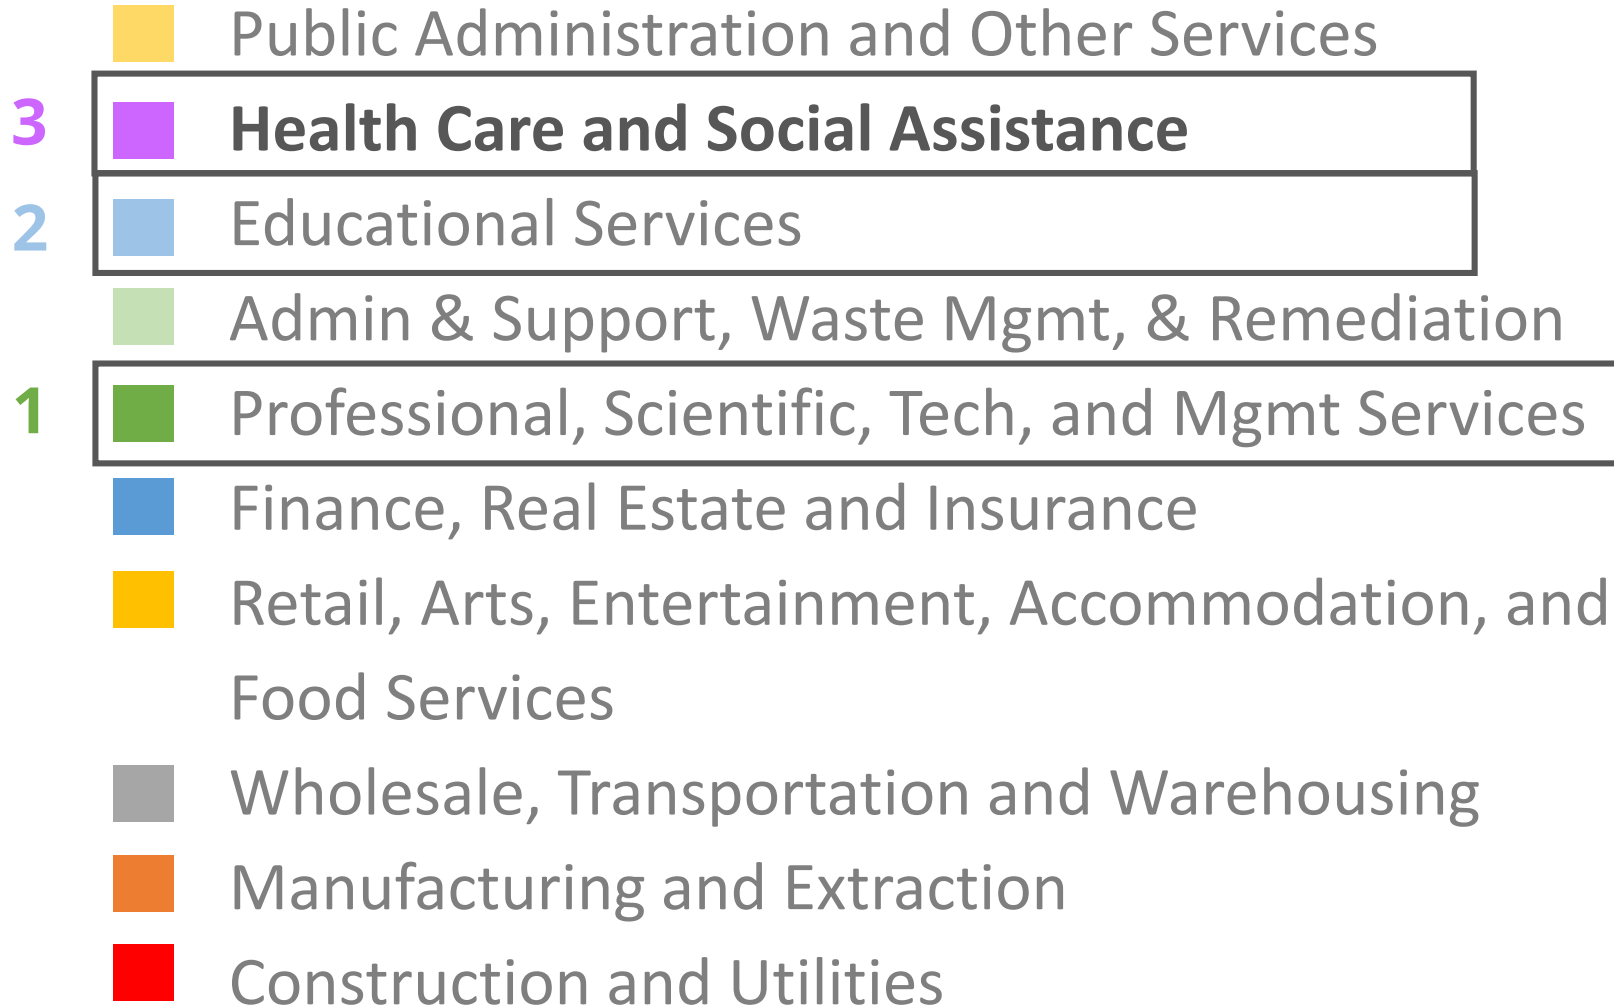 Public Administration and Other Services
3 Health Care and Social Assistance
2 Educational Services
Admin & Support, Waste Mgmt, & Remediation
1 Professional, Scientific, Tech, and Mgmt Services
Finance, Real Estate and Insurance
Retail, Arts, Entertainment, Accommodation, and
Food Services
Wholesale, Transportation and Warehousing
Manufacturing and Extraction
Construction and Utilities